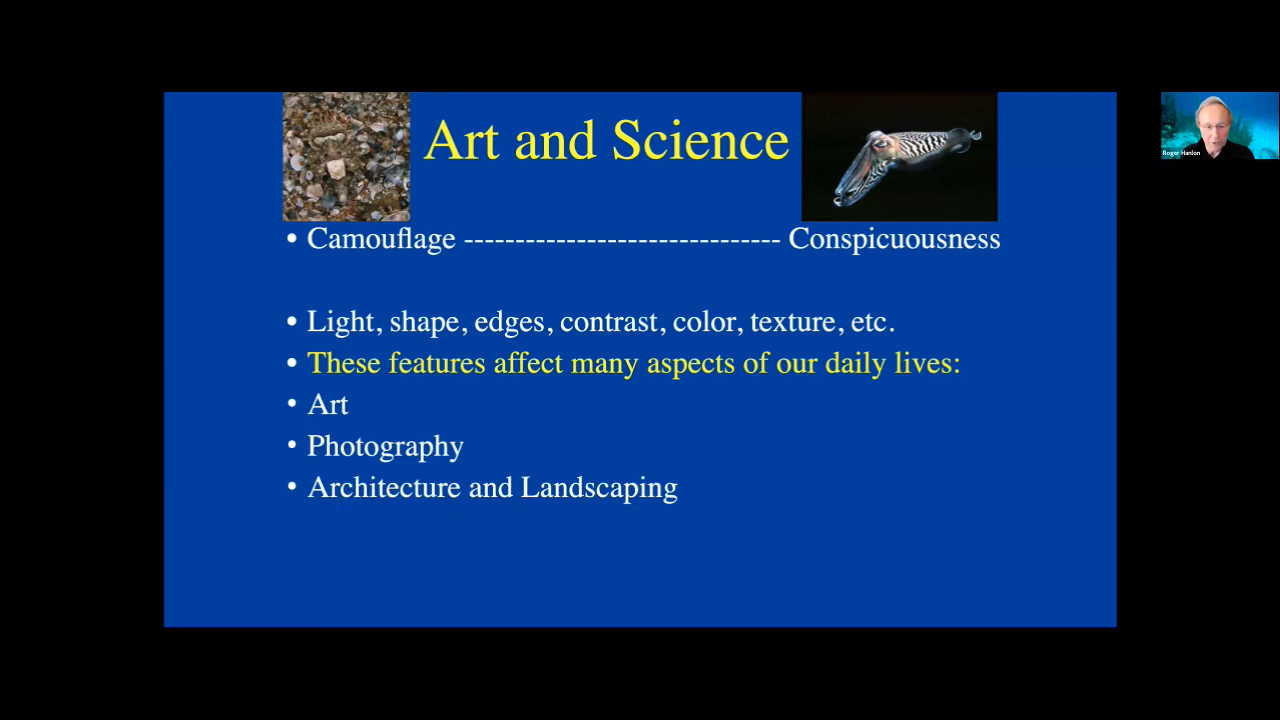 Art and Science
• Camouflage ------------------------------ Conspicuousness
• Light, shape, edges, contrast, color, texture, etc.
• These features affect many aspects of our daily lives:
• Art
• Photography
• Architecture and Landscaping
Roger Hanlon